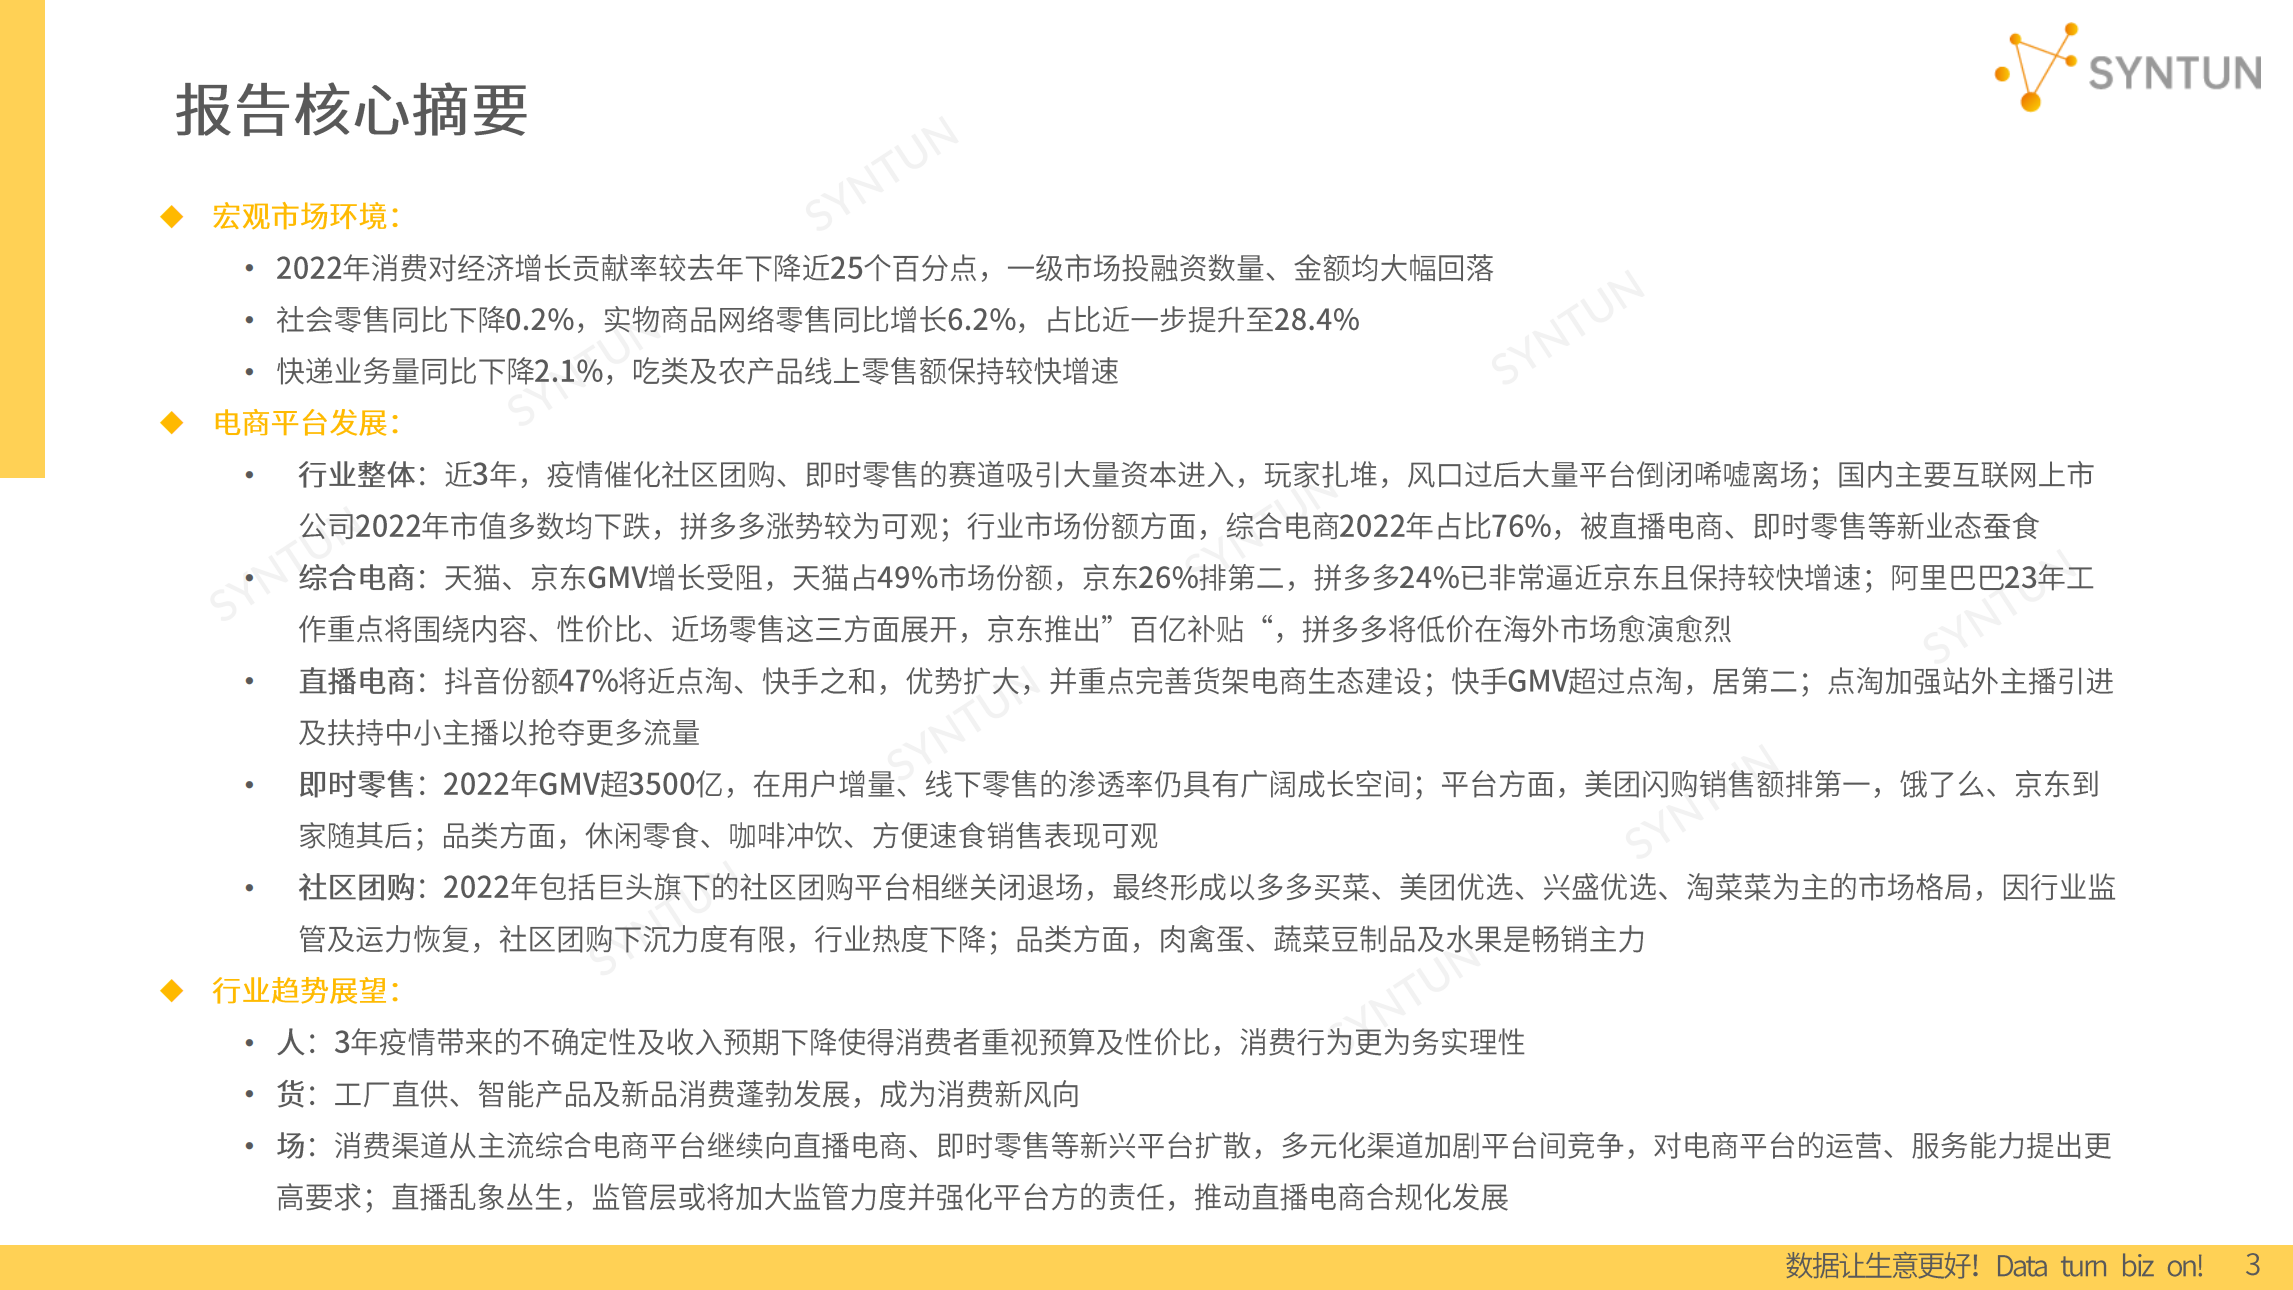 SYNTUN
报告核心摘要
◆ 宏观市场环境：
• 2022年消费对经济增长贡献率较去年下降近25个百分点，一级市场投融资数量、金额均大幅回落
• 社会零售同比下降0.2%，实物商品网络零售同比增长6.2%，占比近一步提升至28.4%
• 快递业务量同比下降2.1%，吃类及农产品线上零售额保持较快增速
◆ 电商平台发展：
• 行业整体：近3年，疫情催化社区团购、即时零售的赛道吸引大量资本进入，玩家扎堆，风口过后大量平台倒闭唏嘘离场；国内主要互联网上市
公司2022年市值多数均下跌，拼多多涨势较为可观；行业市场份额方面，综合电商2022年占比76%，被直播电商、即时零售等新业态蚕食
• 综合电商：天猫、京东GMV增长受阻，天猫占49%市场份额，京东26%排第二，拼多多24%已非常逼近京东且保持较快增速；阿里巴巴23年工
作重点将围绕内容、性价比、近场零售这三方面展开，京东推出”百亿补贴“，拼多多将低价在海外市场愈演愈烈
• 直播电商：抖音份额47%将近点淘、快手之和，优势扩大，并重点完善货架电商生态建设；快手GMV超过点淘，居第二；点淘加强站外主播引进
及扶持中小主播以抢夺更多流量
• 即时零售：2022年GMV超3500亿，在用户增量、线下零售的渗透率仍具有广阔成长空间；平台方面，美团闪购销售额排第一，饿了么、京东到
家随其后；品类方面，休闲零食、咖啡冲饮、方便速食销售表现可观
• 社区团购：2022年包括巨头旗下的社区团购平台相继关闭退场，最终形成以多多买菜、美团优选、兴盛优选、淘菜菜为主的市场格局，因行业监
管及运力恢复，社区团购下沉力度有限，行业热度下降；品类方面，肉禽蛋、蔬菜豆制品及水果是畅销主力
◆ 行业趋势展望：
• 人：3年疫情带来的不确定性及收入预期下降使得消费者重视预算及性价比，消费行为更为务实理性
• 货：工厂直供、智能产品及新品消费蓬勃发展，成为消费新风向
• 场：消费渠道从主流综合电商平台继续向直播电商、即时零售等新兴平台扩散，多元化渠道加剧平台间竞争，对电商平台的运营、服务能力提出更
高要求；直播乱象丛生，监管层或将加大监管力度并强化平台方的责任，推动直播电商合规化发展
数据让生意更好！Data turn biz on! 3